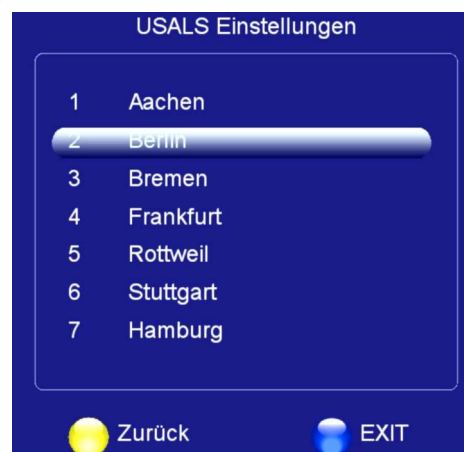 USALS Einstellungen
1 Aachen
2 Berlin
3 Bremen
4 Frankfurt
5 Rottweil
6 Stuttgart
7 Hamburg
Zurück EXIT